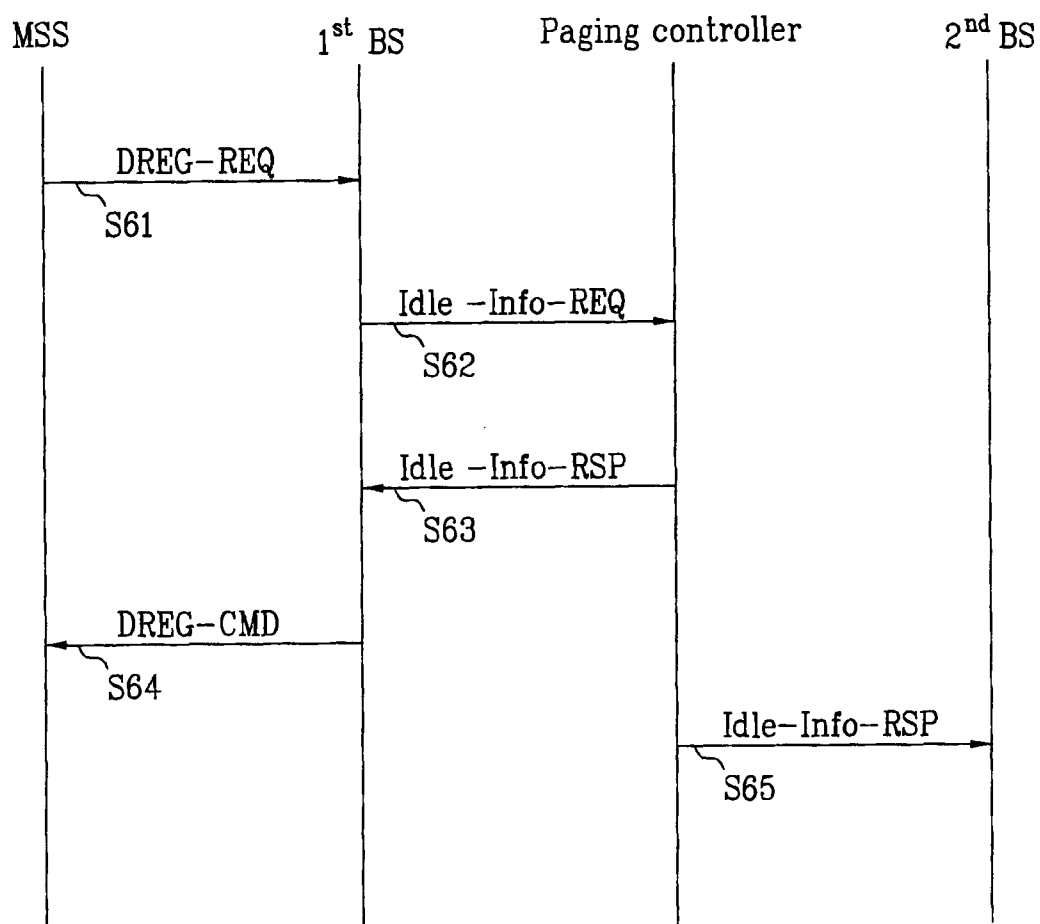 MSS 1st BS Paging controller 2nd BS
DREG-REQ
S61
Idle -Info-REQ
S62
Idle -Info-RSP
S63
DREG-CMD
S64
Idle-Info-RSP
S65